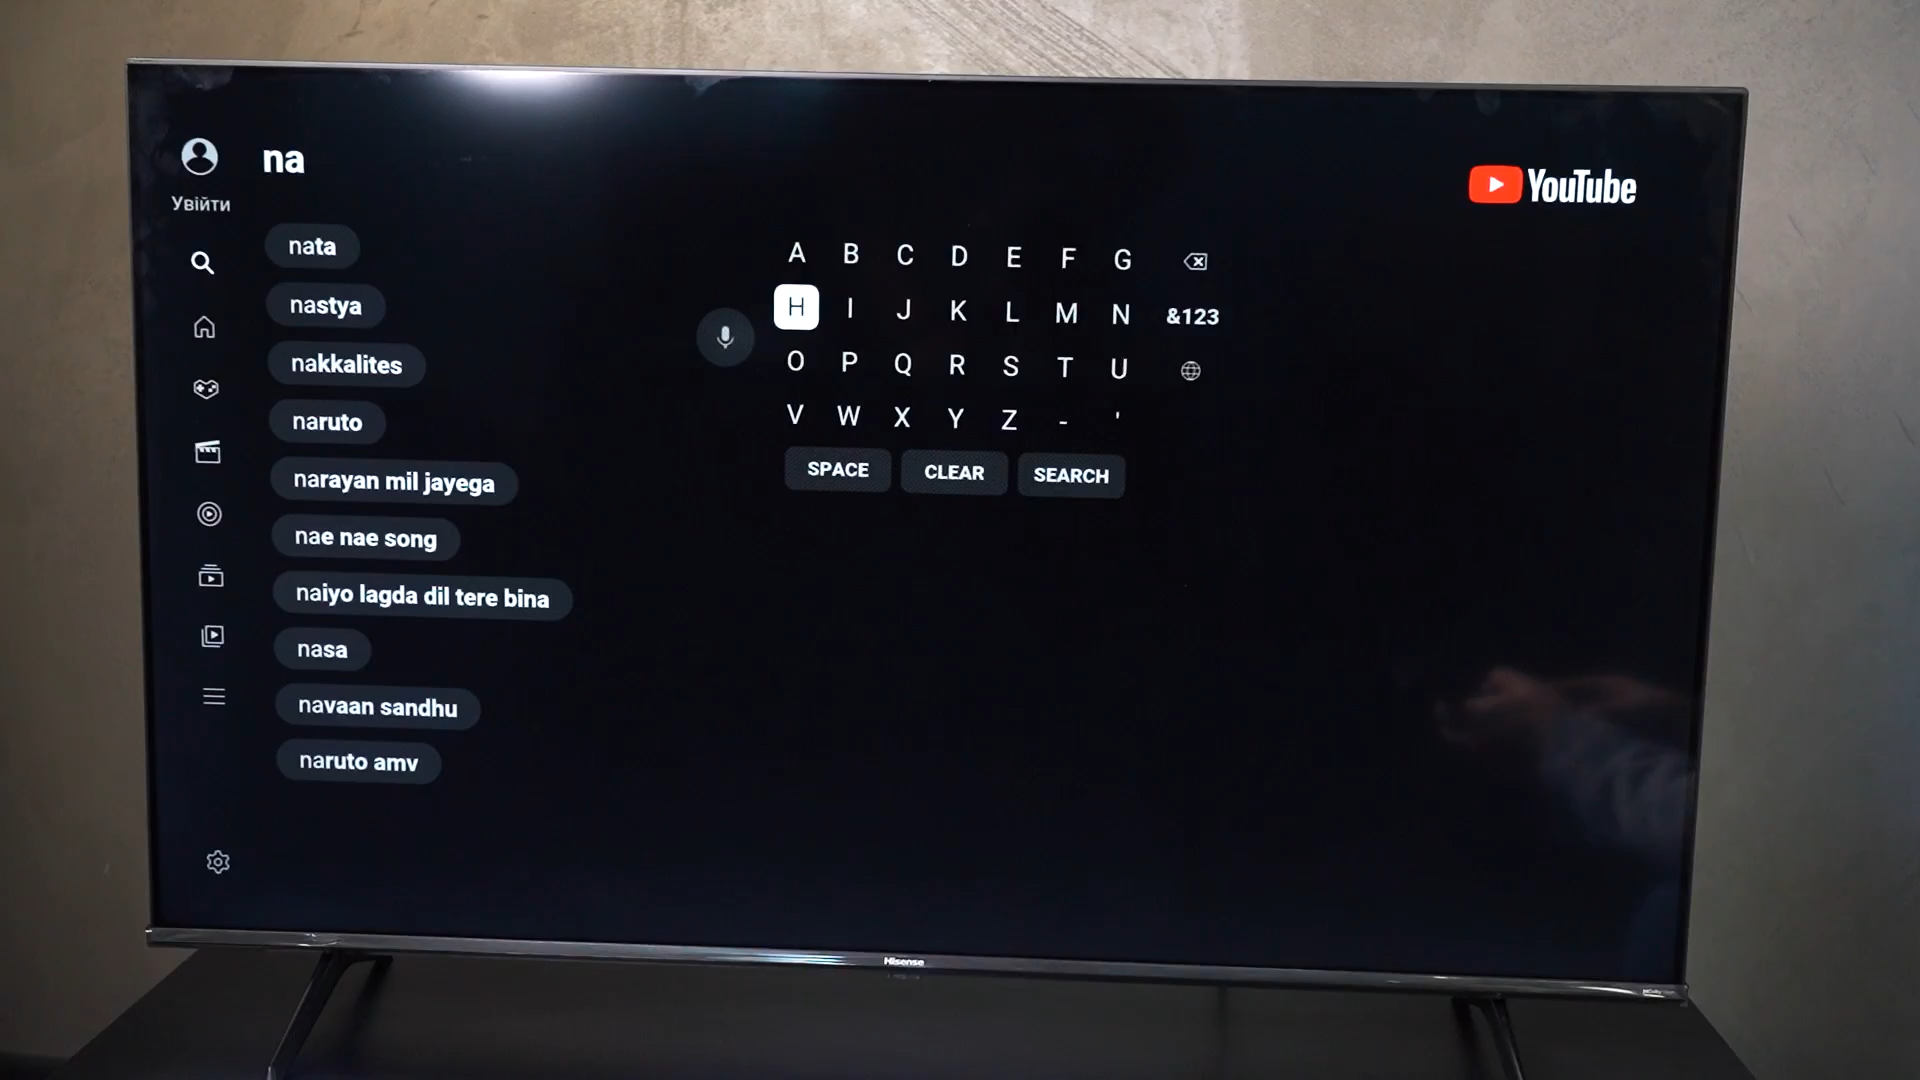 na
YouTube
Увійти
nata
nastya
nakkalites
naruto
narayan mil jayega
nae nae song
naiyo lagda dil tere bina
nasa
navaan sandhu
naruto amv
A B C D E F G
H I J K L M N &123
O P Q R S T U
V W X Y Z - '
SPACE CLEAR SEARCH
Hisense